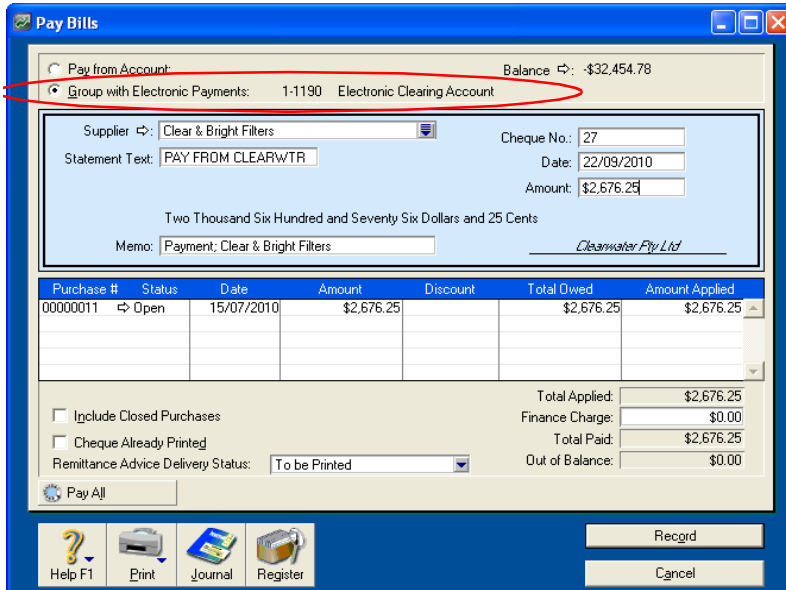 Pay Bills
Pay from Account: Balance ⇨: -$32,454.78
Group with Electronic Payments: 1-1190 Electronic Clearing Account
Supplier ⇨: Clear & Bright Filters Cheque No.: 27
Statement Text: PAY FROM CLEARWTR Date: 22/09/2010
Amount: $2,676.25
Two Thousand Six Hundred and Seventy Six Dollars and 25 Cents
Memo: Payment; Clear & Bright Filters Clearwater Pty Ltd
Purchase # Status Date Amount Discount Total Owed Amount Applied
00000011 ⇨ Open 15/07/2010 $2,676.25 $2,676.25 $2,676.25
Total Applied: $2,676.25
Include Closed Purchases Finance Charge: $0.00
Cheque Already Printed Total Paid: $2,676.25
Remittance Advice Delivery Status: To be Printed Out of Balance: $0.00
Pay All
Help F1 Print Journal Register Record
Cancel